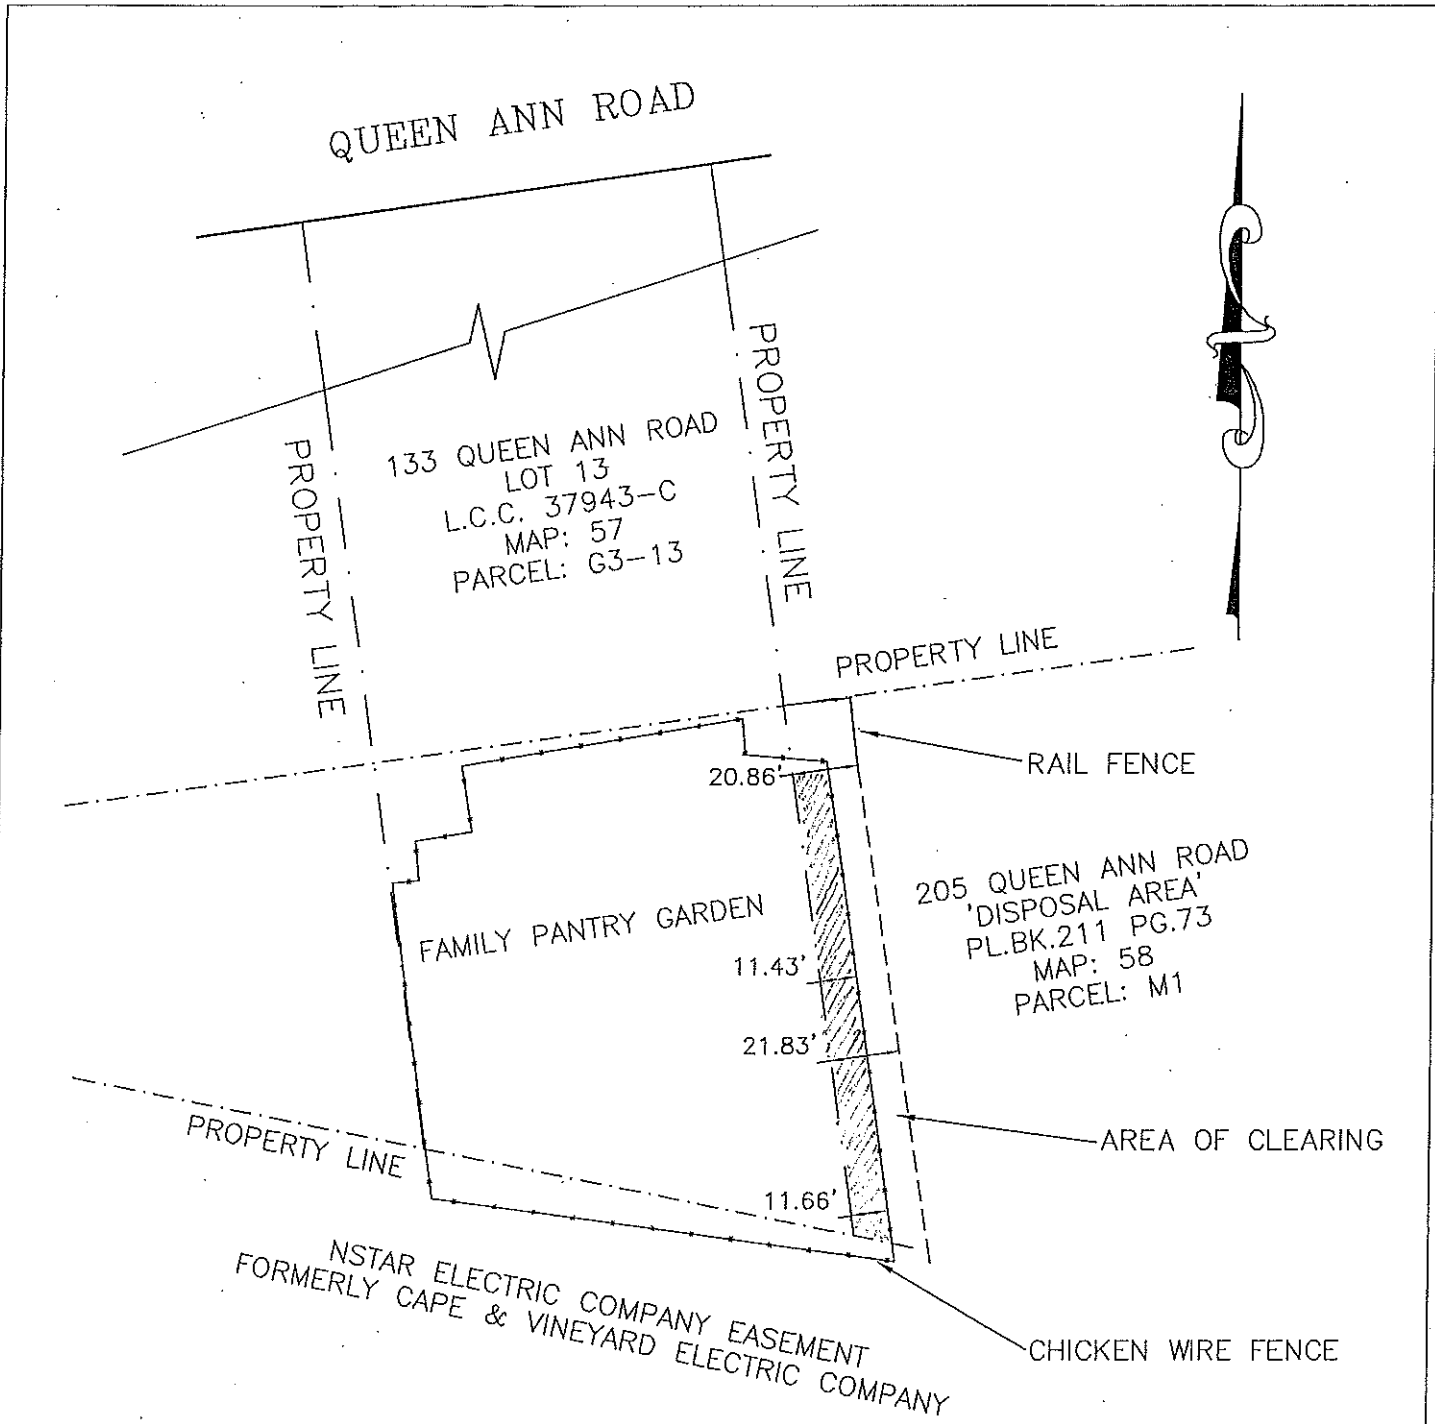 QUEEN ANN ROAD
PROPERTY LINE
PROPERTY LINE
133 QUEEN ANN ROAD
LOT 13
L.C.C. 37943-C
MAP: 57
PARCEL: G3-13
PROPERTY LINE
RAIL FENCE
20.86'
205 QUEEN ANN ROAD
'DISPOSAL AREA'
PL.BK.211 PG.73
MAP: 58
PARCEL: M1
FAMILY PANTRY GARDEN
11.43'
21.83'
AREA OF CLEARING
PROPERTY LINE
11.66'
NSTAR ELECTRIC COMPANY EASEMENT
FORMERLY CAPE & VINEYARD ELECTRIC COMPANY
CHICKEN WIRE FENCE